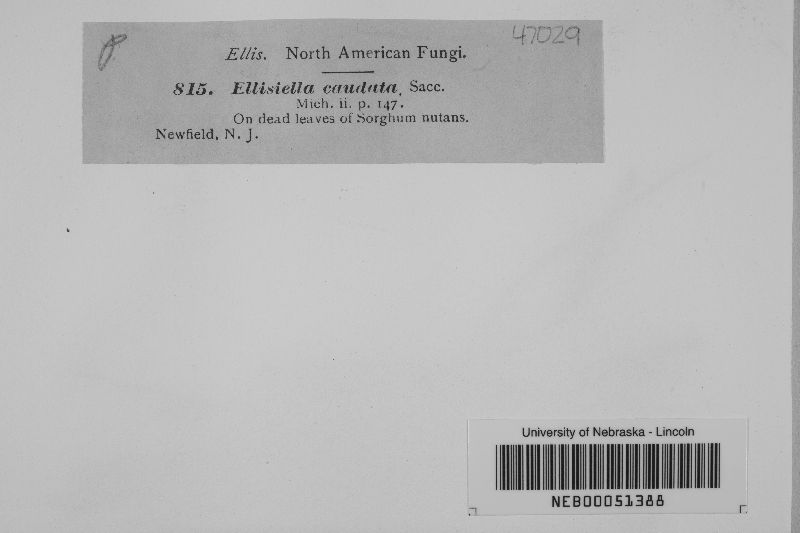 47029
Ellis. North American Fungi.
815. Ellisiella caudata, Sacc.
Mich. ii. p. 147.
On dead leaves of Sorghum nutans.
Newfield, N. J.
University of Nebraska - Lincoln
NEB00051388